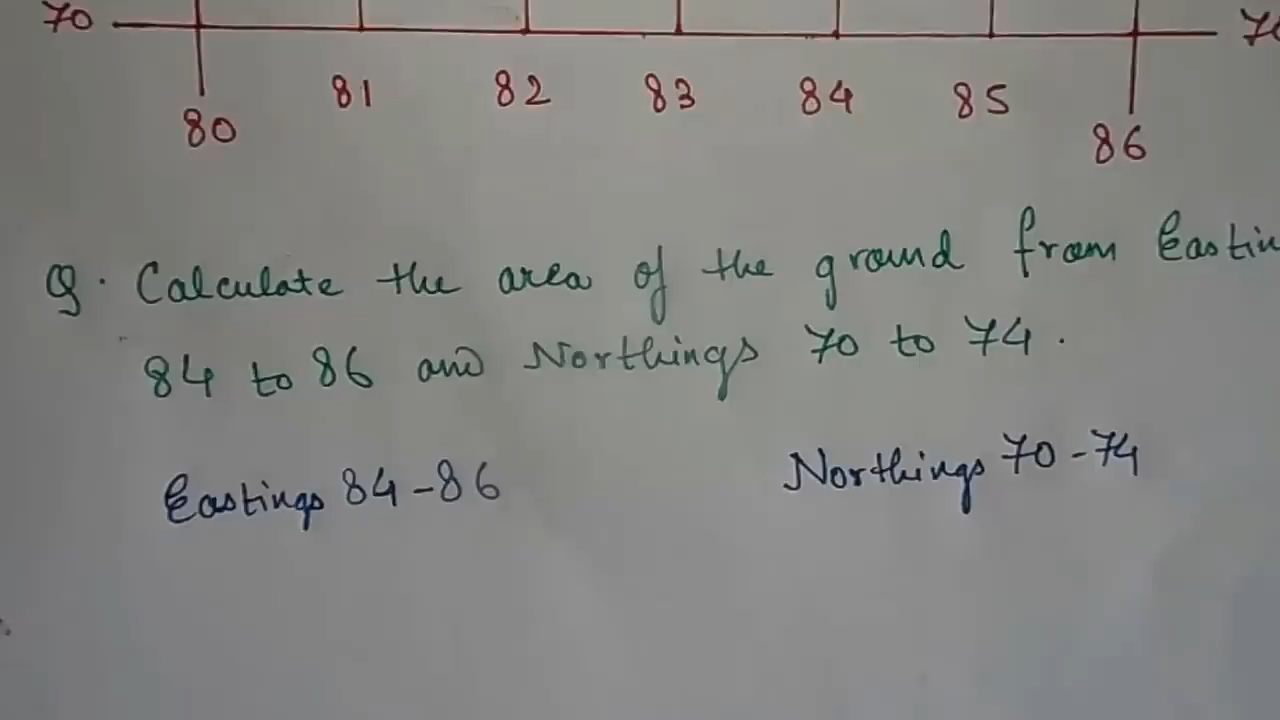 70
80 81 82 83 84 85 86
Q. Calculate the area of the ground from
84 to 86 and Northings 70 to 74.
Eastings 84-86 Northings 70-74